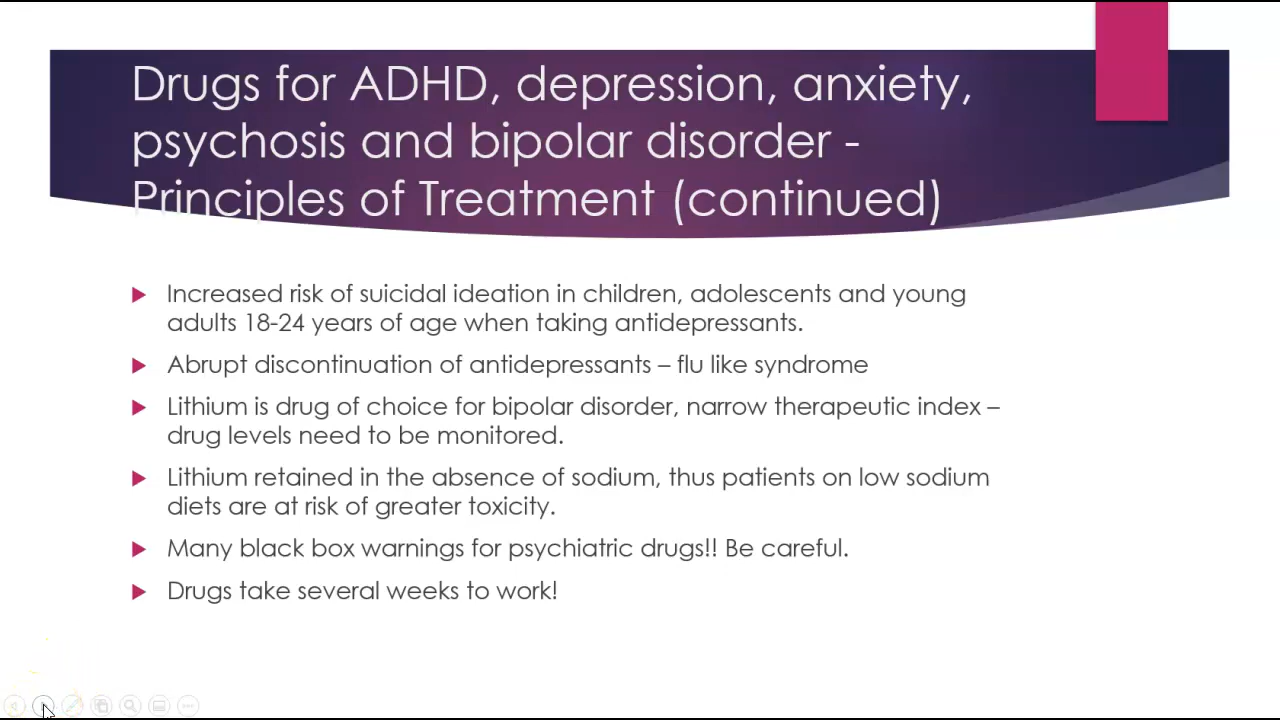 Drugs for ADHD, depression, anxiety,
psychosis and bipolar disorder -
Principles of Treatment (continued)
Increased risk of suicidal ideation in children, adolescents and young
adults 18-24 years of age when taking antidepressants.
Abrupt discontinuation of antidepressants – flu like syndrome
Lithium is drug of choice for bipolar disorder, narrow therapeutic index –
drug levels need to be monitored.
Lithium retained in the absence of sodium, thus patients on low sodium
diets are at risk of greater toxicity.
Many black box warnings for psychiatric drugs!! Be careful.
Drugs take several weeks to work!